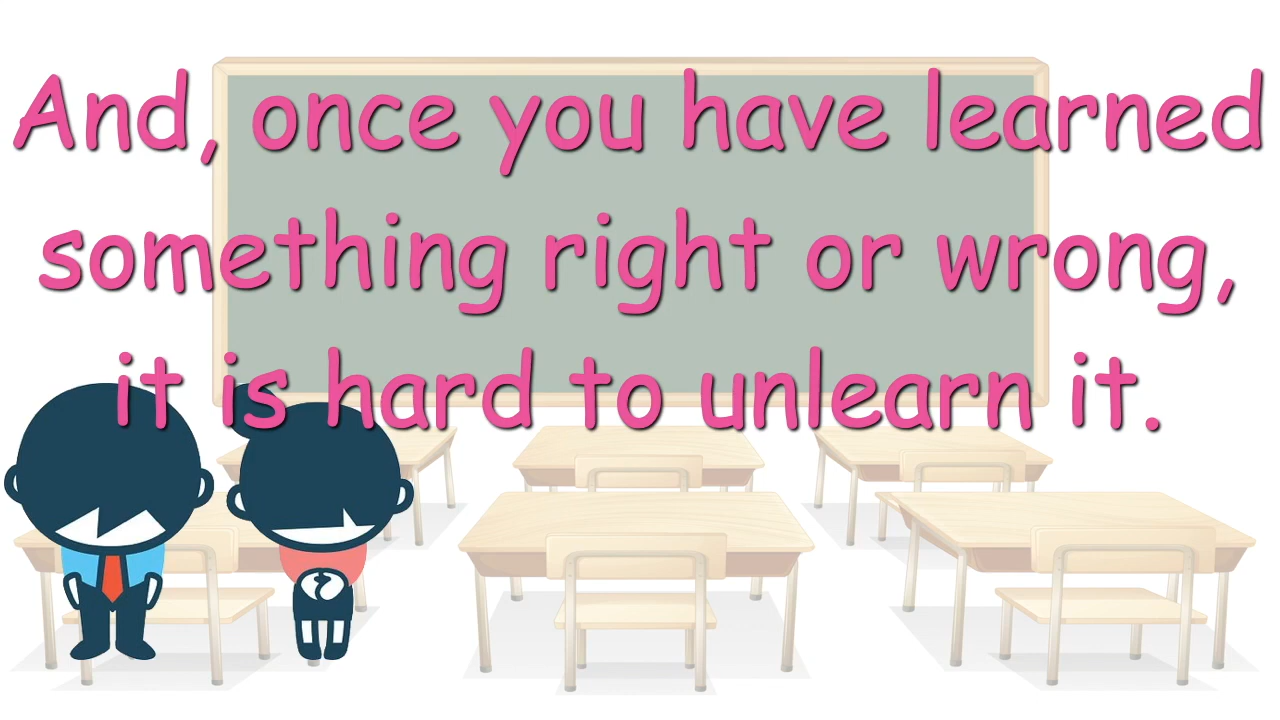 And, once you have learned
something right or wrong,
it is hard to unlearn it.